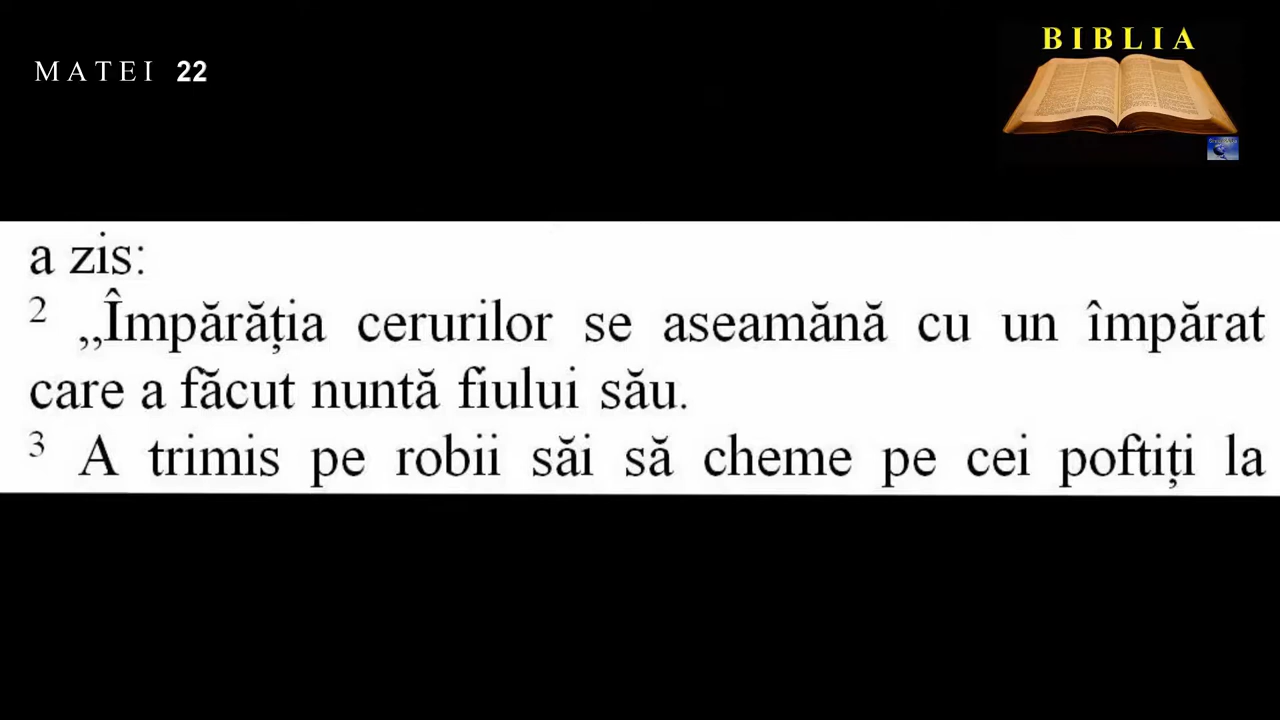 MATEI 22
BIBLIA
a zis:
2 „Împărăția cerurilor se aseamănă cu un împărat
care a făcut nuntă fiului său.
3 A trimis pe robii săi să cheme pe cei poftiți la